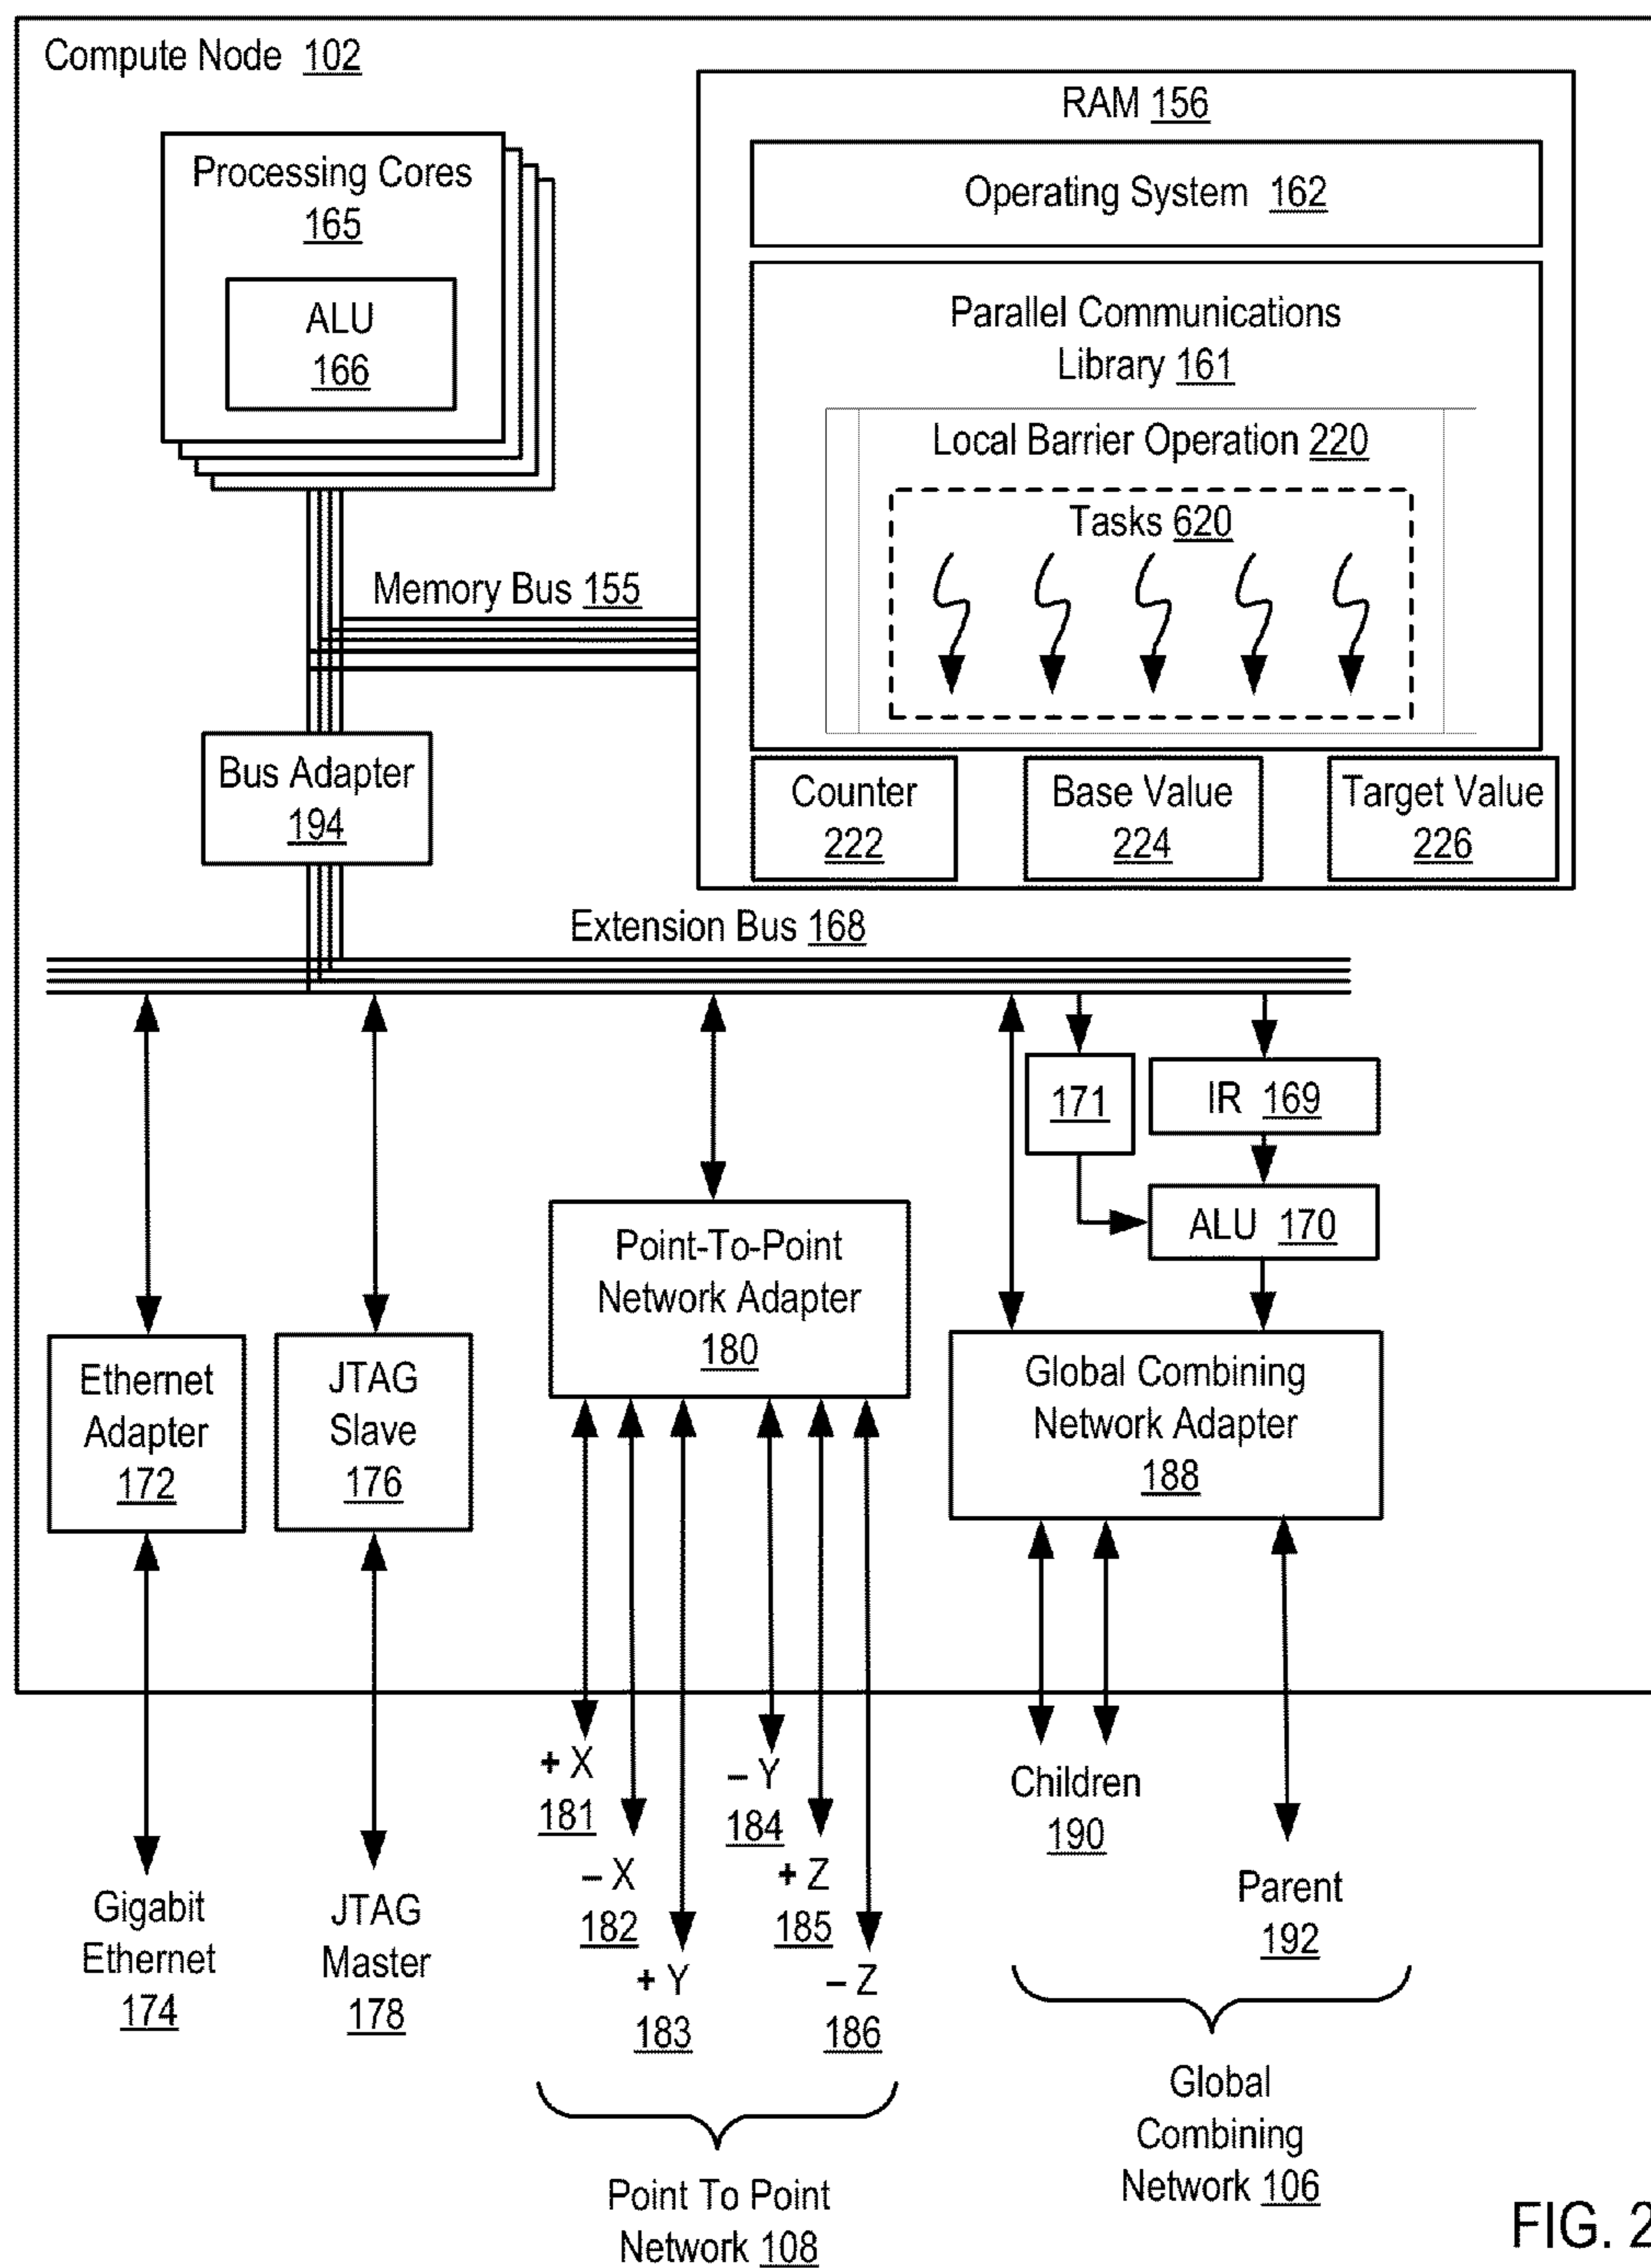 Compute Node 102
Processing Cores
165
ALU
166
RAM 156
Operating System 162
Parallel Communications
Library 161
Local Barrier Operation 220
Tasks 620
Memory Bus 155
Bus Adapter
194
Counter
222
Base Value
224
Target Value
226
Extension Bus 168
171
IR 169
ALU 170
Point-To-Point
Network Adapter
180
Ethernet
Adapter
172
JTAG
Slave
176
Global Combining
Network Adapter
188
+ X
181
– X
182
+ Y
183
– Y
184
+ Z
185
– Z
186
Children
190
Parent
192
Gigabit
Ethernet
174
JTAG
Master
178
Point To Point
Network 108
Global
Combining
Network 106
FIG. 2